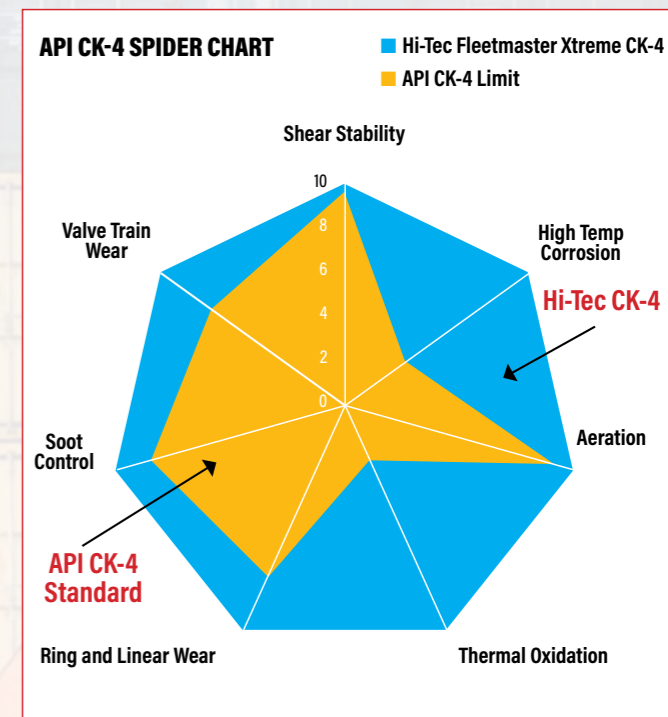 API CK-4 SPIDER CHART
Hi-Tec Fleetmaster Xtreme CK-4
API CK-4 Limit
Shear Stability
10
8
6
4
2
0
Valve Train
Wear
High Temp
Corrosion
Hi-Tec CK-4
Aeration
Soot
Control
API CK-4
Standard
Ring and Linear Wear
Thermal Oxidation